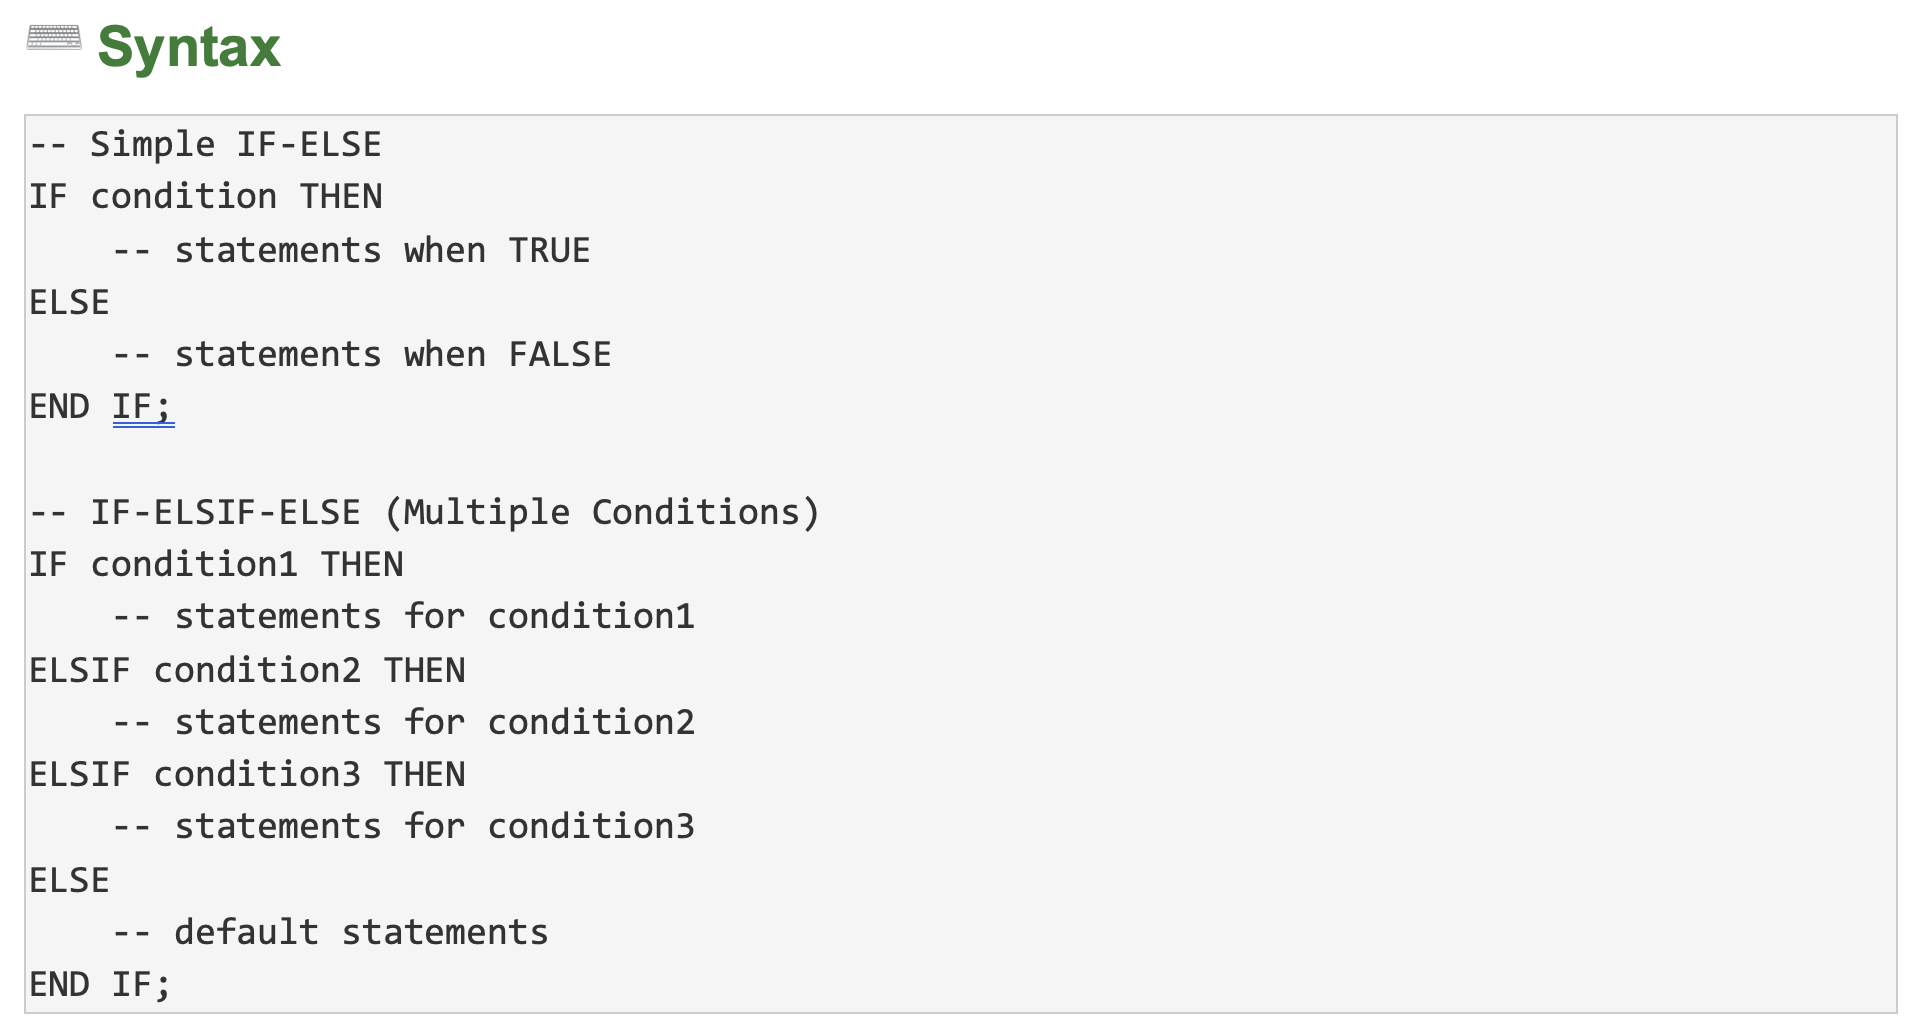 Syntax
-- Simple IF-ELSE
IF condition THEN
    -- statements when TRUE
ELSE
    -- statements when FALSE
END IF;

-- IF-ELSIF-ELSE (Multiple Conditions)
IF condition1 THEN
    -- statements for condition1
ELSIF condition2 THEN
    -- statements for condition2
ELSIF condition3 THEN
    -- statements for condition3
ELSE
    -- default statements
END IF;